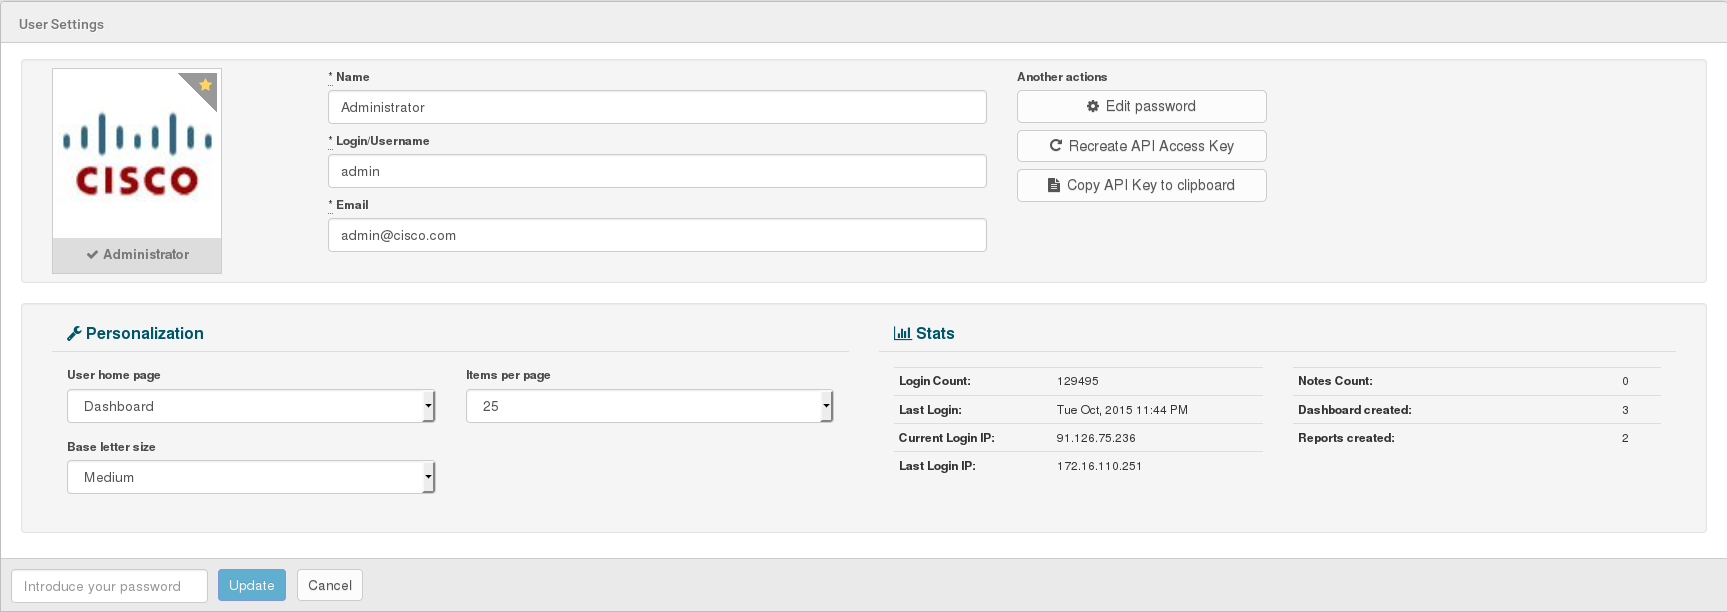 User Settings
CISCO
Administrator
* Name
Administrator
* Login/Username
admin
* Email
admin@cisco.com
Another actions
Edit password
Recreate API Access Key
Copy API Key to clipboard
Personalization
User home page
Dashboard
Items per page
25
Base letter size
Medium
Stats
Login Count: 129495
Last Login: Tue Oct, 2015 11:44 PM
Current Login IP: 91.126.75.236
Last Login IP: 172.16.110.251
Notes Count: 0
Dashboard created: 3
Reports created: 2
Introduce your password
Update
Cancel